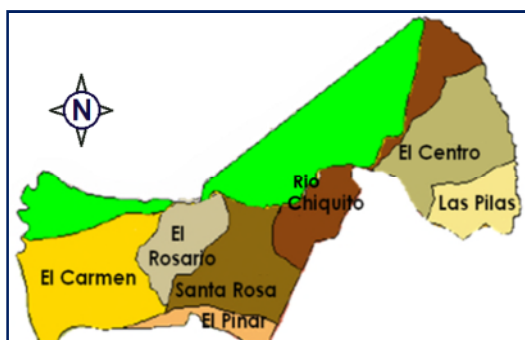 N
Río
Chiquito
El Centro
Las Pilas
El
Rosario
El Carmen
Santa Rosa
El Pinar